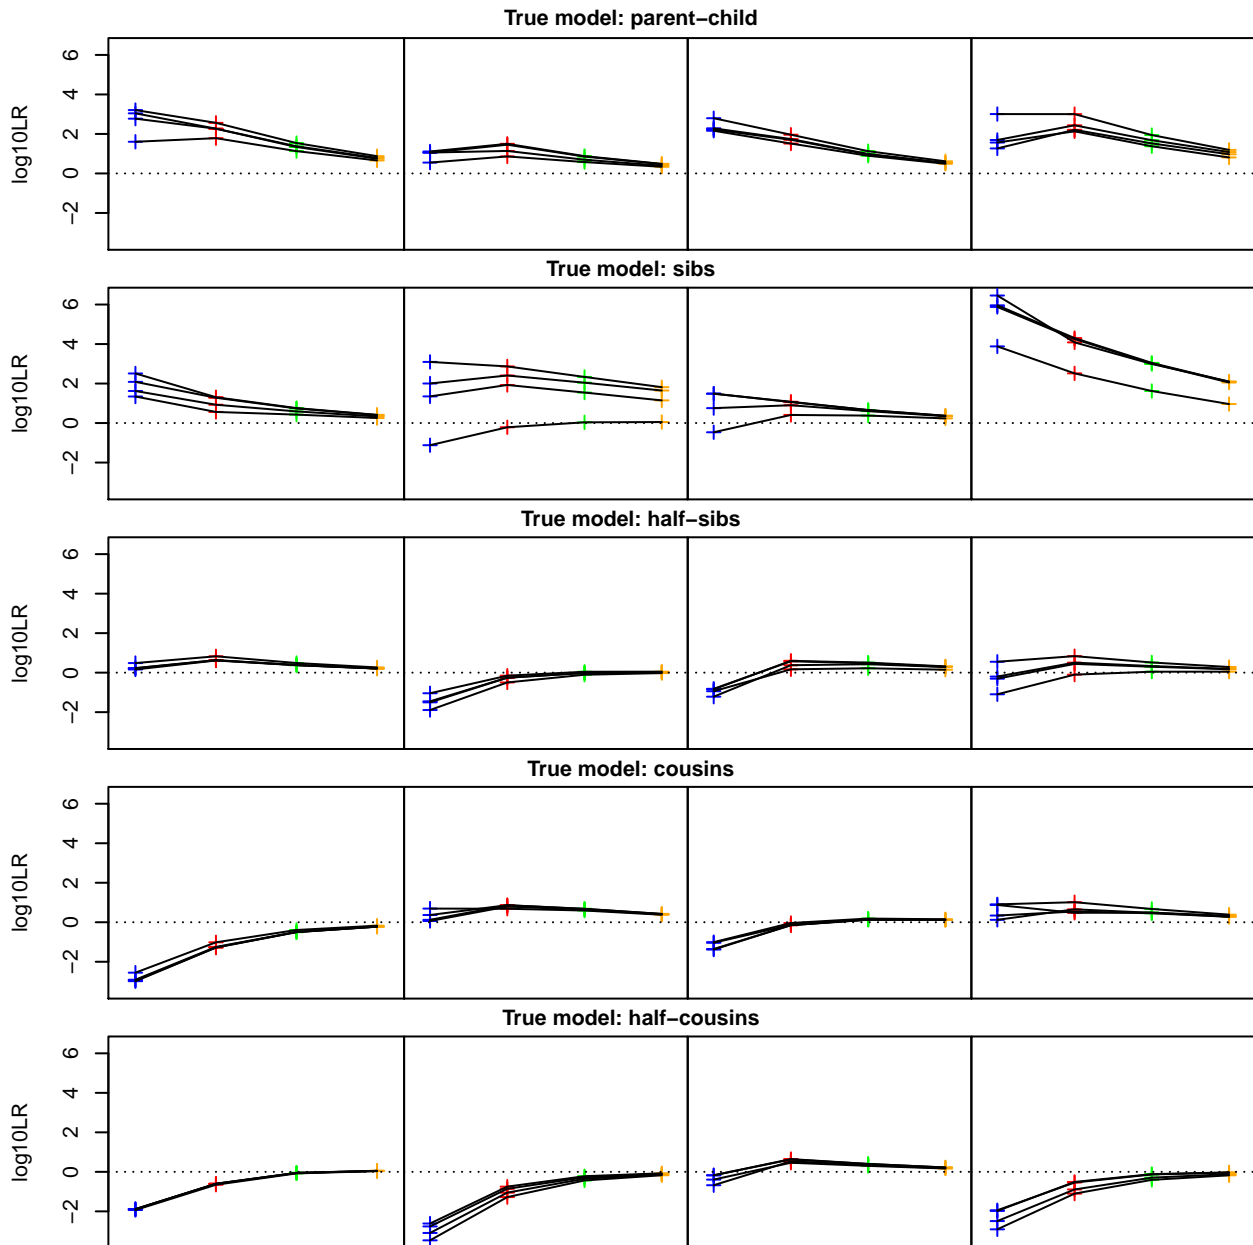 True model: parent−child
log10LR
6
4
2
0
−2
True model: sibs
log10LR
6
4
2
0
−2
True model: half−sibs
log10LR
6
4
2
0
−2
True model: cousins
log10LR
6
4
2
0
−2
True model: half−cousins
log10LR
6
4
2
0
−2